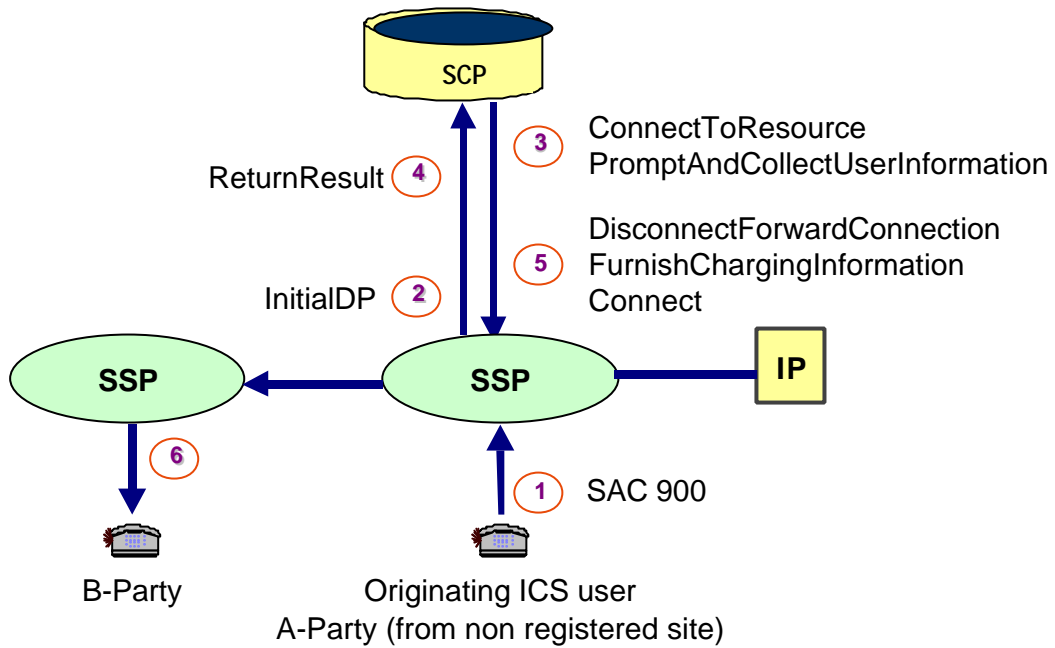 SCP
3
ConnectToResource
PromptAndCollectUserInformation
ReturnResult 4
DisconnectForwardConnection
5 FurnishChargingInformation
Connect
InitialDP 2
SSP
SSP
IP
6
1 SAC 900
B-Party
Originating ICS user
A-Party (from non registered site)